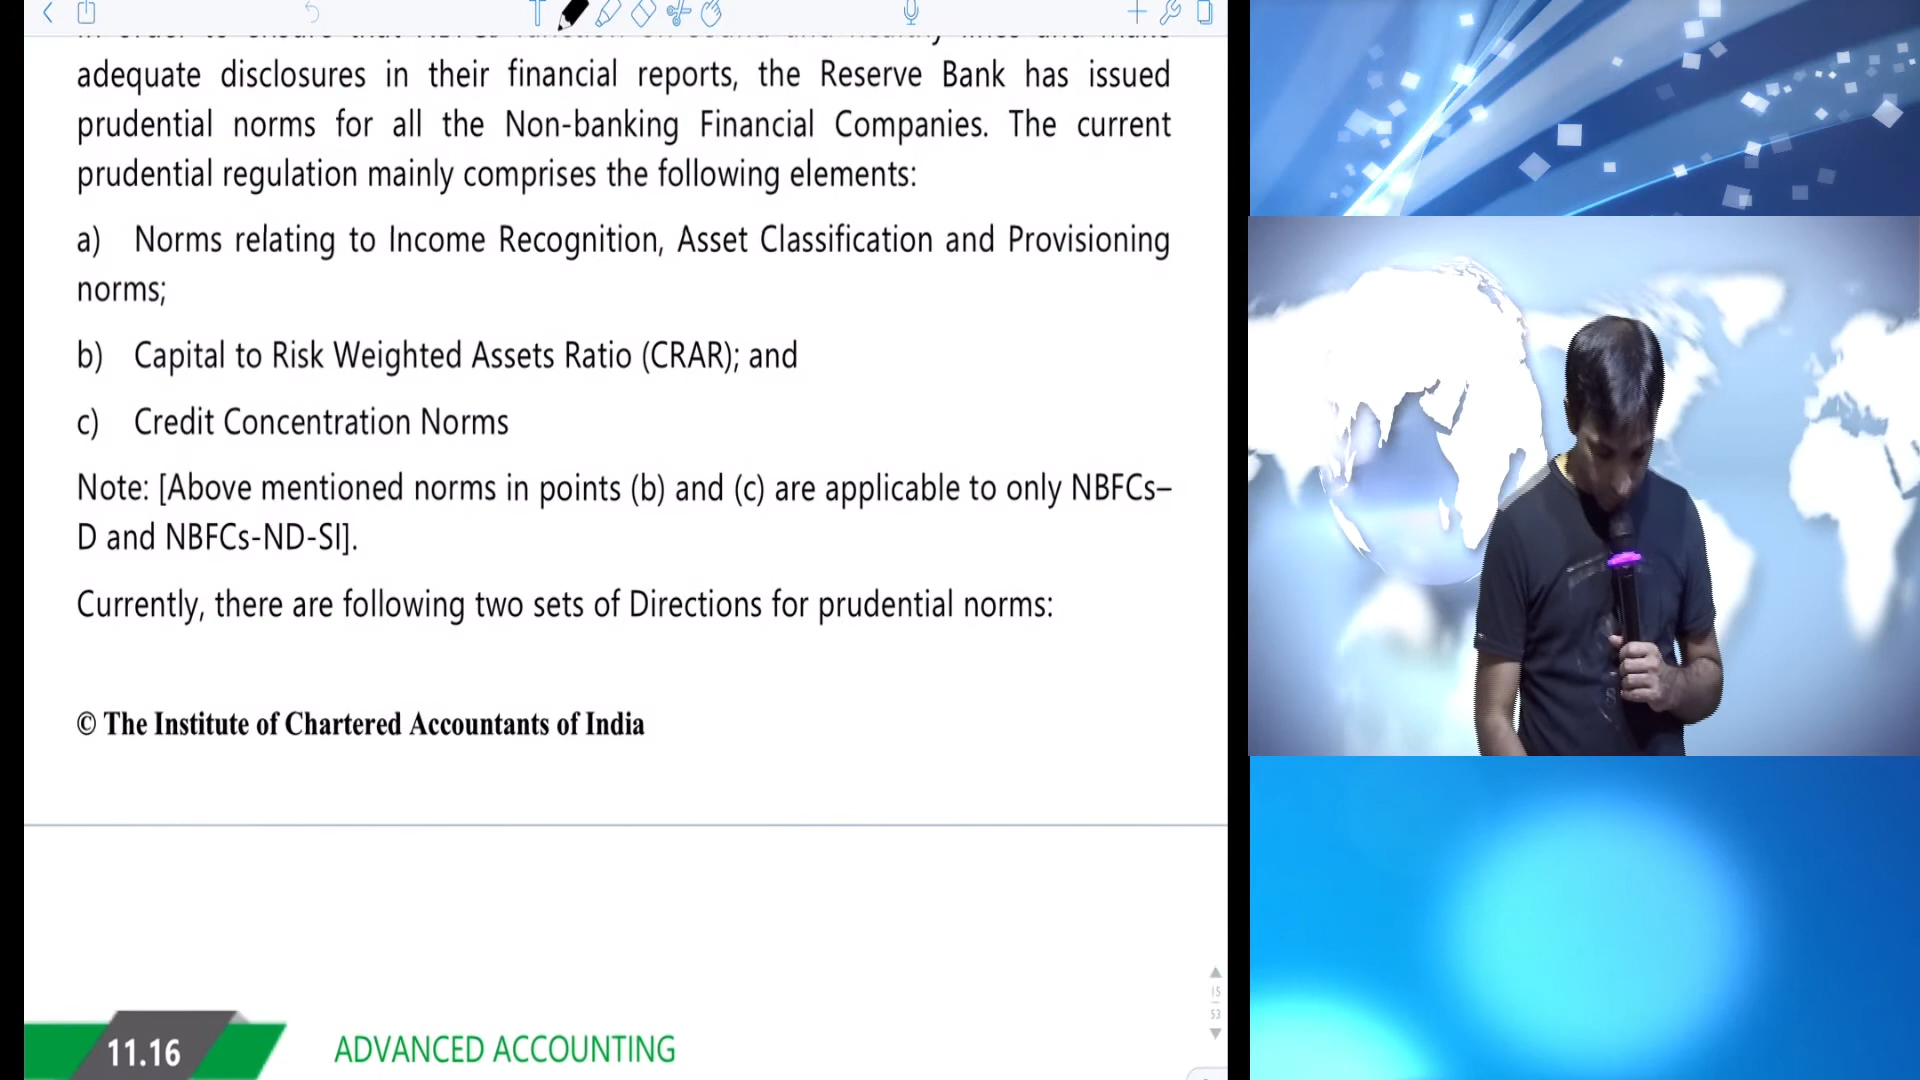 adequate disclosures in their financial reports, the Reserve Bank has issued
prudential norms for all the Non-banking Financial Companies. The current
prudential regulation mainly comprises the following elements:
a) Norms relating to Income Recognition, Asset Classification and Provisioning
norms;
b) Capital to Risk Weighted Assets Ratio (CRAR); and
c) Credit Concentration Norms
Note: [Above mentioned norms in points (b) and (c) are applicable to only NBFCs–
D and NBFCs-ND-SI].
Currently, there are following two sets of Directions for prudential norms:
© The Institute of Chartered Accountants of India
15
53
11.16 ADVANCED ACCOUNTING